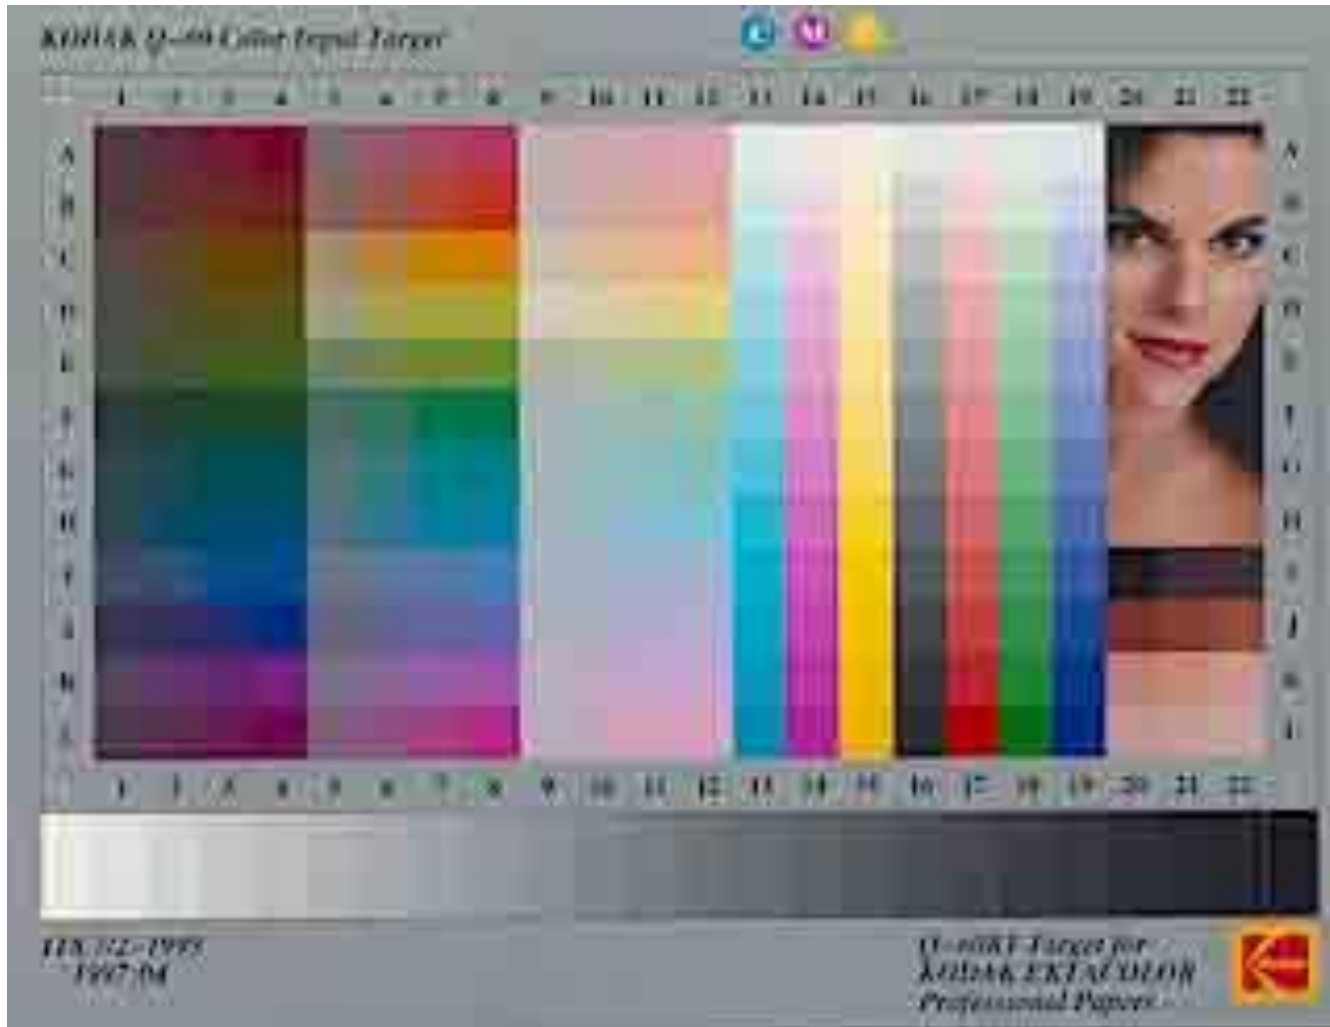 KODAK Q-60 Color Input Target
C M
1 2 3 4 5 6 7 8 9 10 11 12 13 14 15 16 17 18 19 20 21 22
A A
B B
C C
D D
E E
F F
G G
H H
I I
J J
K K
L L
1 2 3 4 5 6 7 8 9 10 11 12 13 14 15 16 17 18 19 20 21 22
1997:04
Target for
KODAK EKTACOLOR
Professional Papers